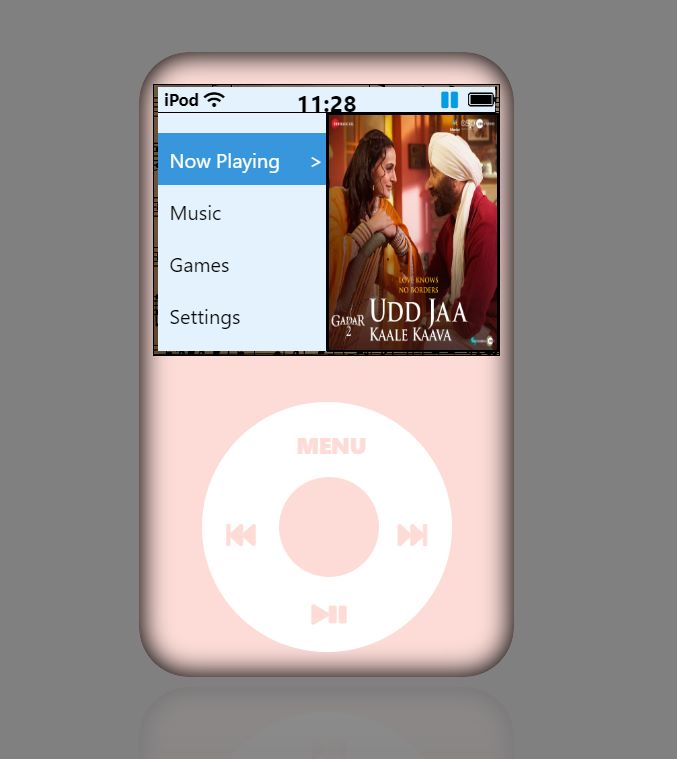 iPod
11:28
Now Playing >
Music
Games
Settings
LOVE KNOWS
NO BORDERS
GADAR
2
UDD JAA
KAALE KAAVA
MENU